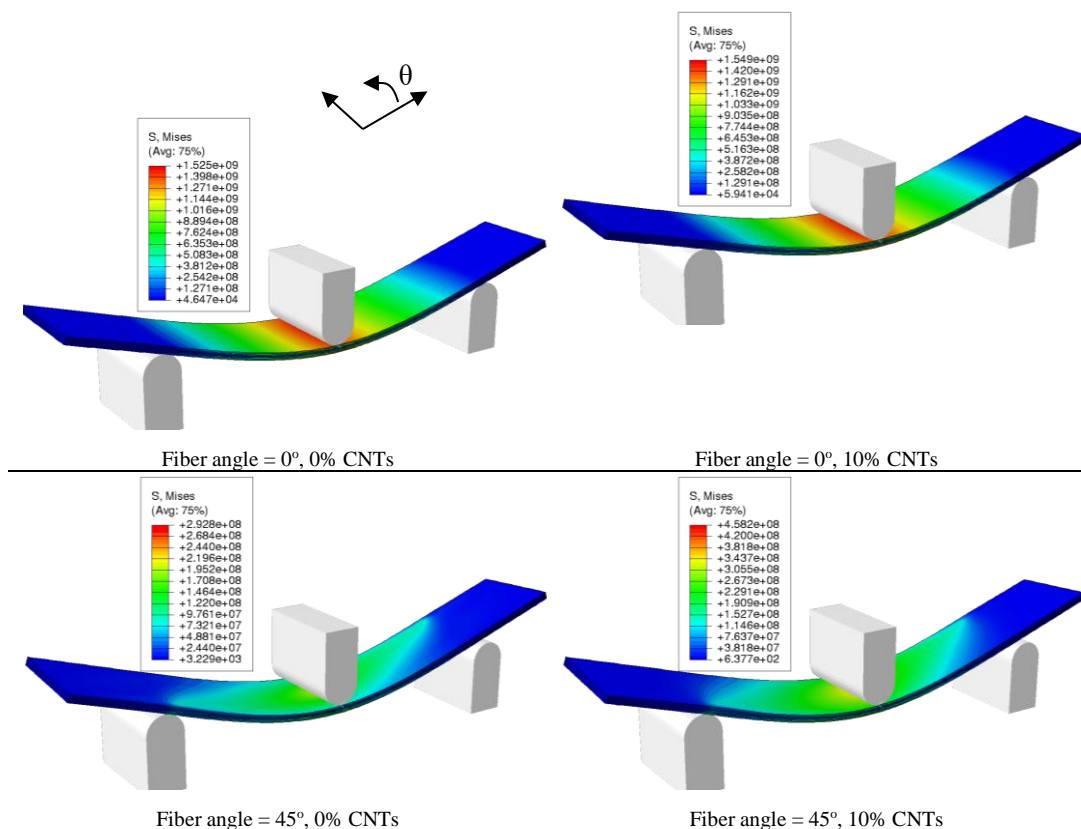 θ
S, Mises
(Avg: 75%)
+1.525e+09
+1.398e+09
+1.271e+09
+1.144e+09
+1.016e+09
+8.894e+08
+7.624e+08
+6.353e+08
+5.083e+08
+3.812e+08
+2.542e+08
+1.271e+08
+4.647e+04
Fiber angle = 0°, 0% CNTs
S, Mises
(Avg: 75%)
+1.549e+09
+1.420e+09
+1.291e+09
+1.162e+09
+1.033e+09
+9.035e+08
+7.744e+08
+6.453e+08
+5.163e+08
+3.872e+08
+2.582e+08
+1.291e+08
+5.941e+04
Fiber angle = 0°, 10% CNTs
S, Mises
(Avg: 75%)
+2.928e+08
+2.684e+08
+2.440e+08
+2.196e+08
+1.952e+08
+1.708e+08
+1.464e+08
+1.220e+08
+9.761e+07
+7.321e+07
+4.881e+07
+2.440e+07
+3.229e+03
Fiber angle = 45°, 0% CNTs
S, Mises
(Avg: 75%)
+4.582e+08
+4.200e+08
+3.818e+08
+3.437e+08
+3.055e+08
+2.673e+08
+2.291e+08
+1.909e+08
+1.527e+08
+1.146e+08
+7.637e+07
+3.818e+07
+6.377e+02
Fiber angle = 45°, 10% CNTs